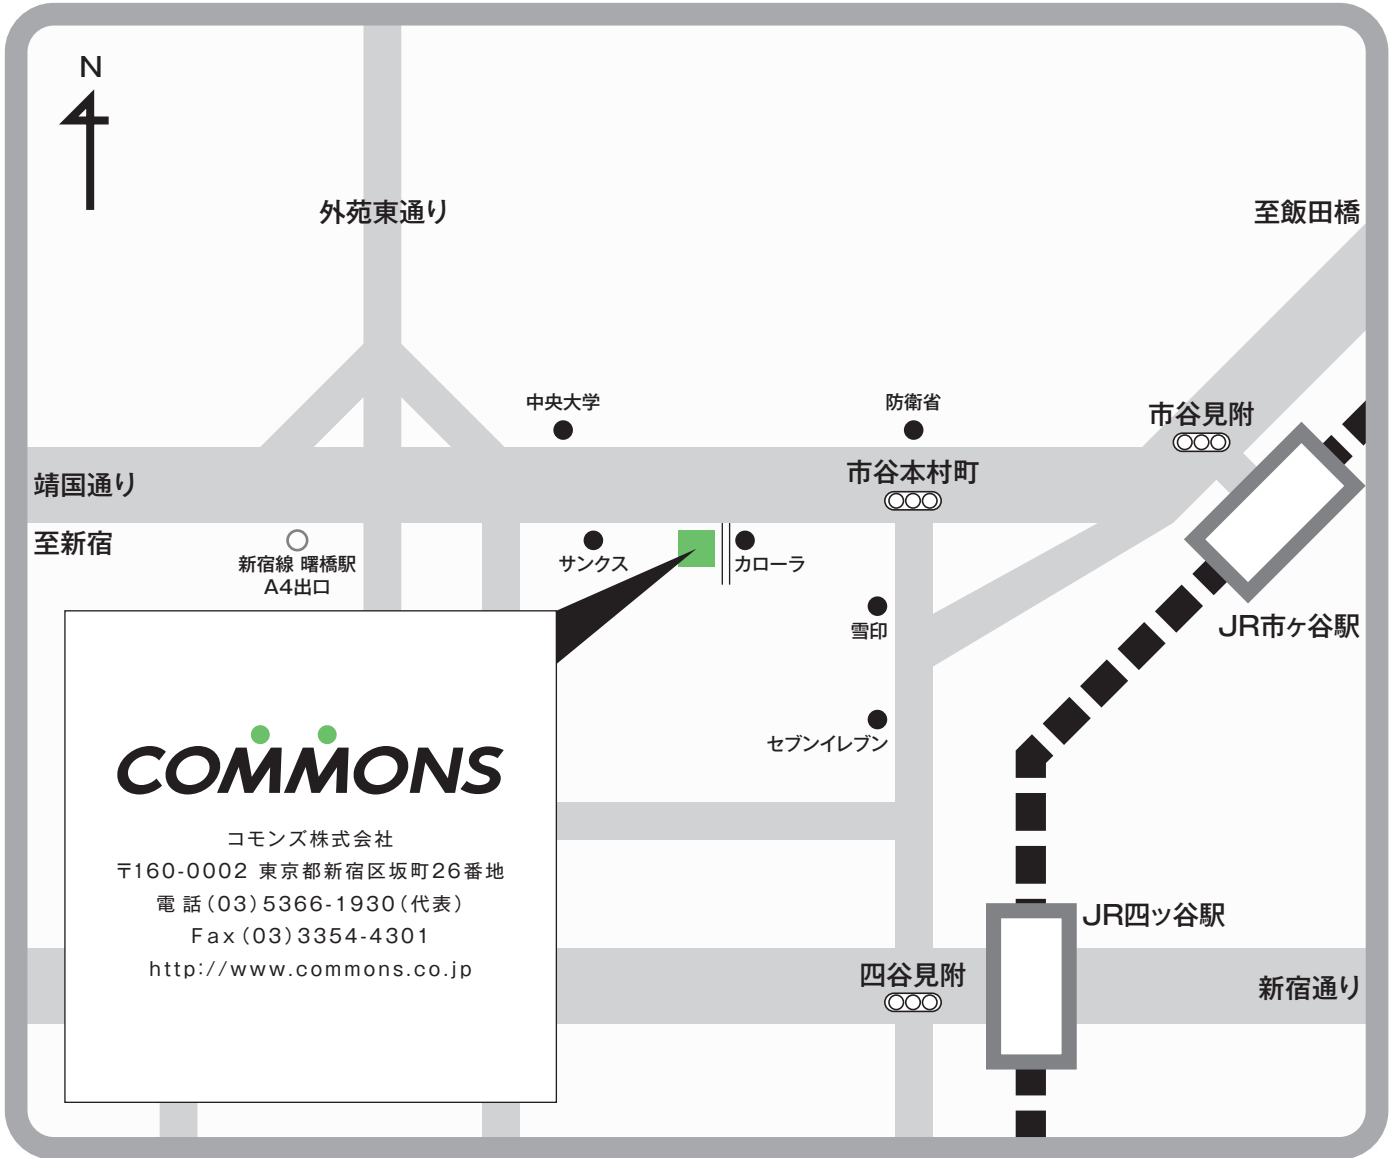 N
外苑東通り
至飯田橋
中央大学
防衛省
市谷見附
市谷本村町
靖国通り
至新宿
新宿線 曙橋駅
A4出口
サンクス
カローラ
雪印
JR市ヶ谷駅
セブンイレブン
COMMONS
コモンズ株式会社
〒160-0002 東京都新宿区坂町26番地
電話(03)5366-1930(代表)
Fax(03)3354-4301
http://www.commons.co.jp
JR四ッ谷駅
四谷見附
新宿通り